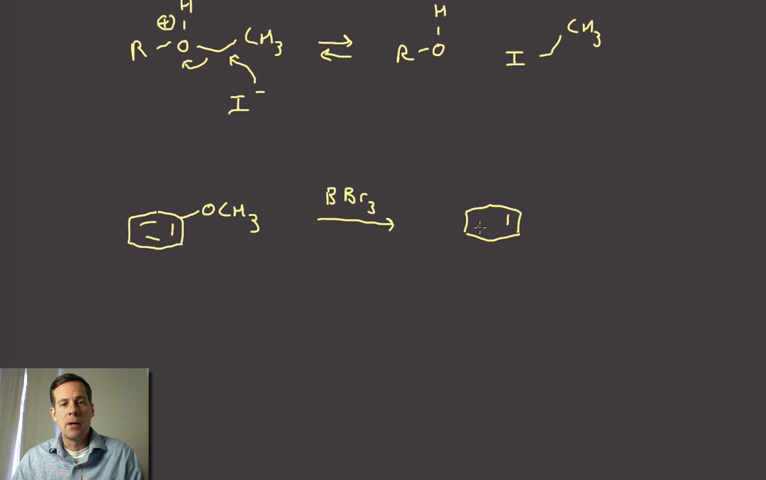 H
⊕
R-O CH3 ⇌ R-O H I CH3
I⁻
OCH3 BBr3